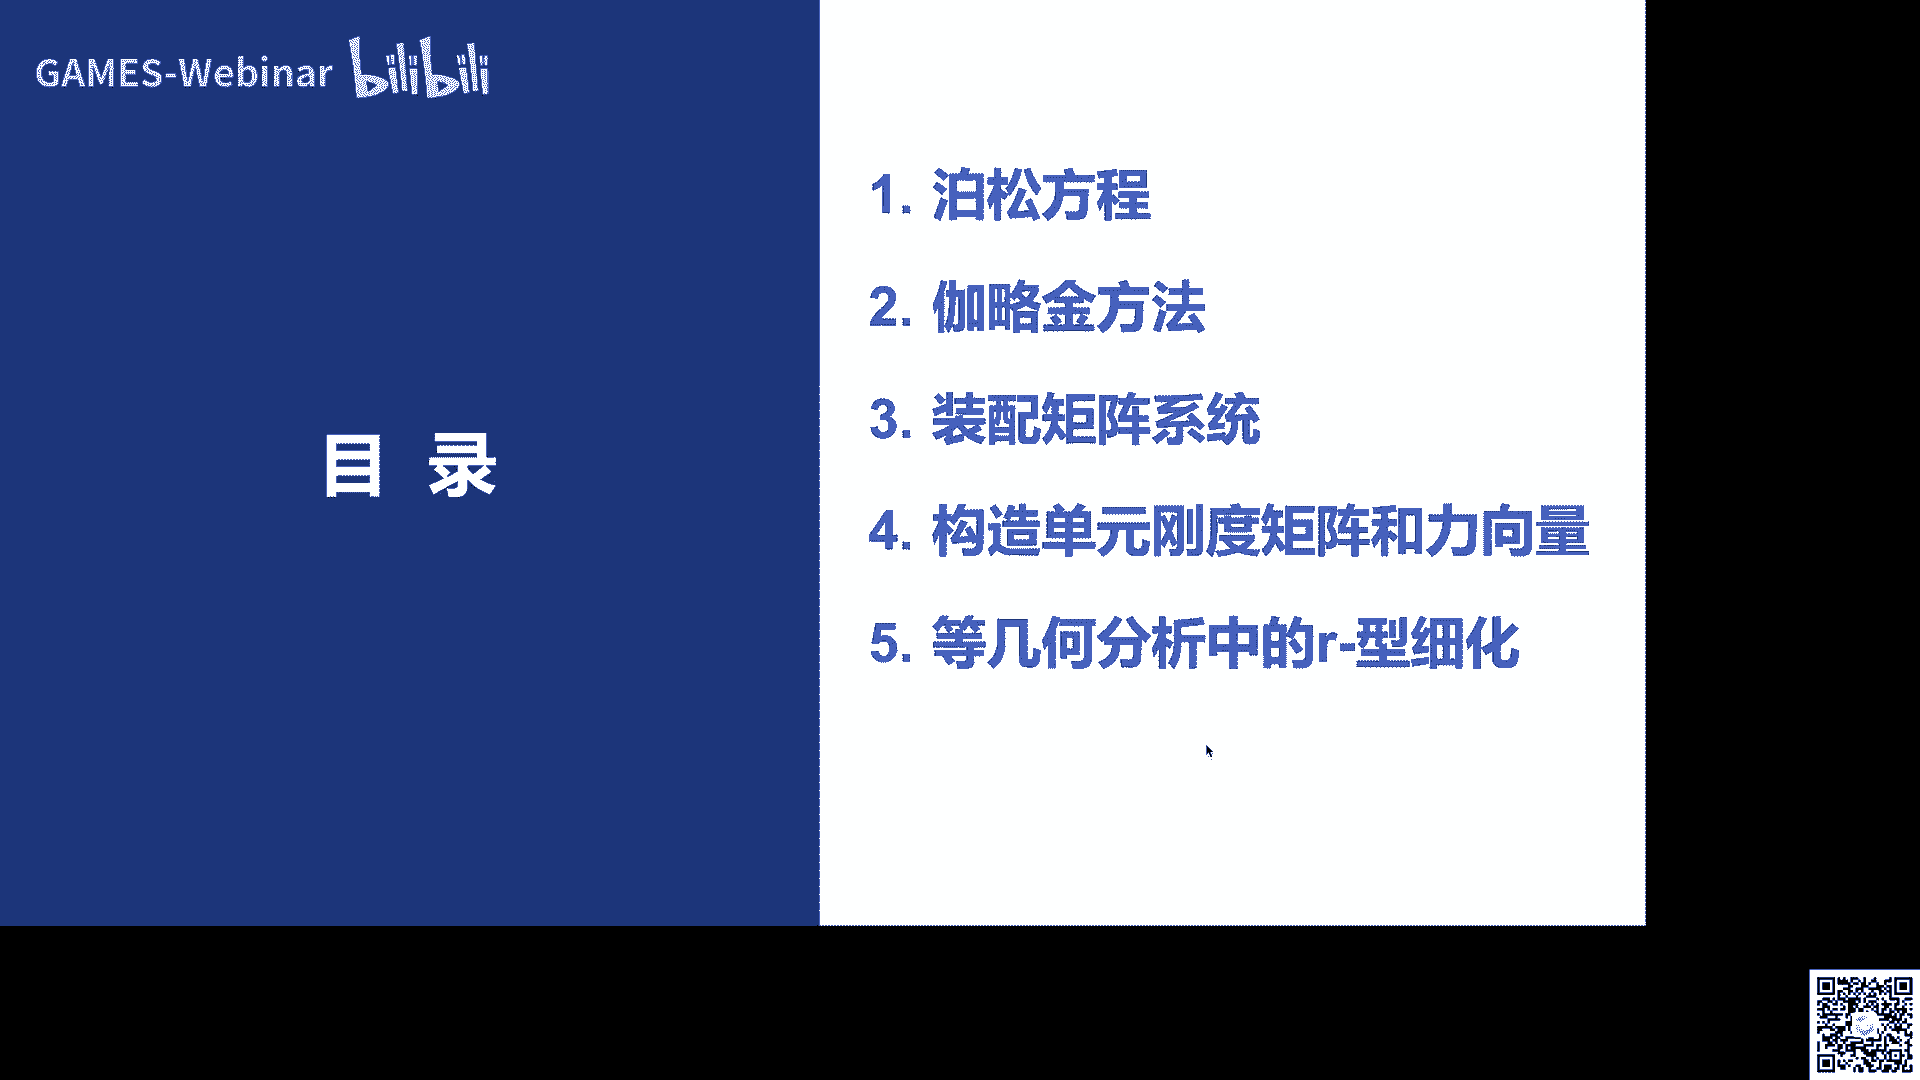 GAMES-Webinar bilibili
目 录
1. 泊松方程
2. 伽略金方法
3. 装配矩阵系统
4. 构造单元刚度矩阵和力向量
5. 等几何分析中的r-型细化